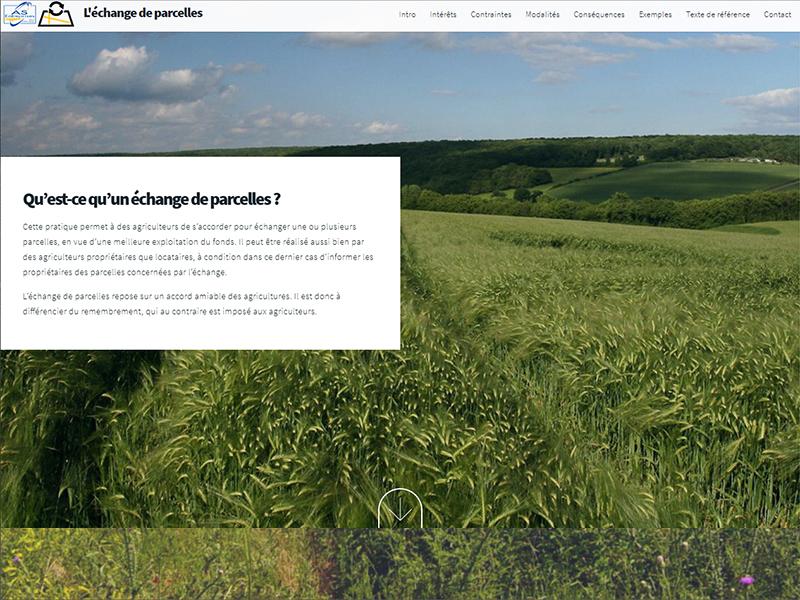 L'échange de parcelles
Intro Intérêts Contraintes Modalités Conséquences Exemples Texte de référence Contact
Qu'est-ce qu'un échange de parcelles ?
Cette pratique permet à des agriculteurs de s'accorder pour échanger une ou plusieurs
parcelles, en vue d'une meilleure exploitation du fonds. Il peut être réalisé aussi bien par
des agriculteurs propriétaires que locataires, à condition dans ce dernier cas d'informer les
propriétaires des parcelles concernées par l'échange.
L'échange de parcelles repose sur un accord amiable des agricultures. Il est donc à
différencier du remembrement, qui au contraire est imposé aux agriculteurs.